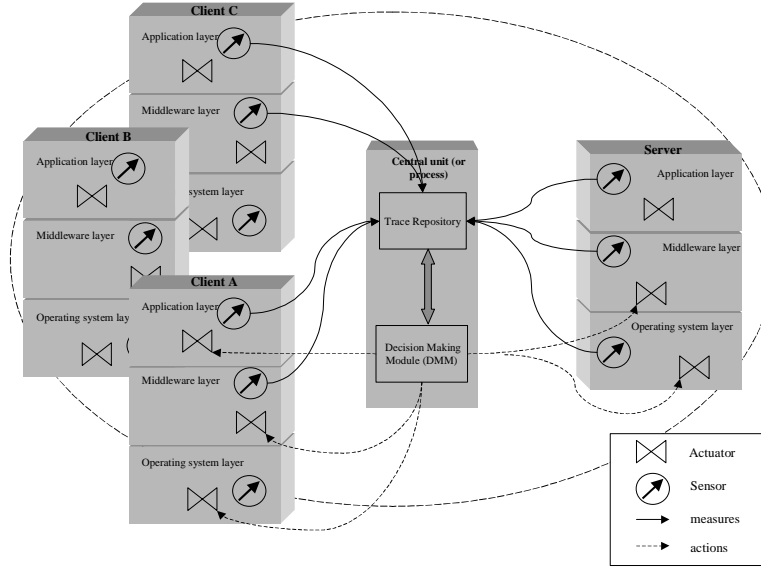 Client C
Application layer
Middleware layer
system layer
Client B
Application layer
Middleware layer
Operating system
Client A
Application layer
Middleware layer
Operating system layer
Central unit (or
process)
Trace Repository
Decision Making
Module (DMM)
Server
Application layer
Middleware layer
Operating system layer
Actuator
Sensor
measures
actions